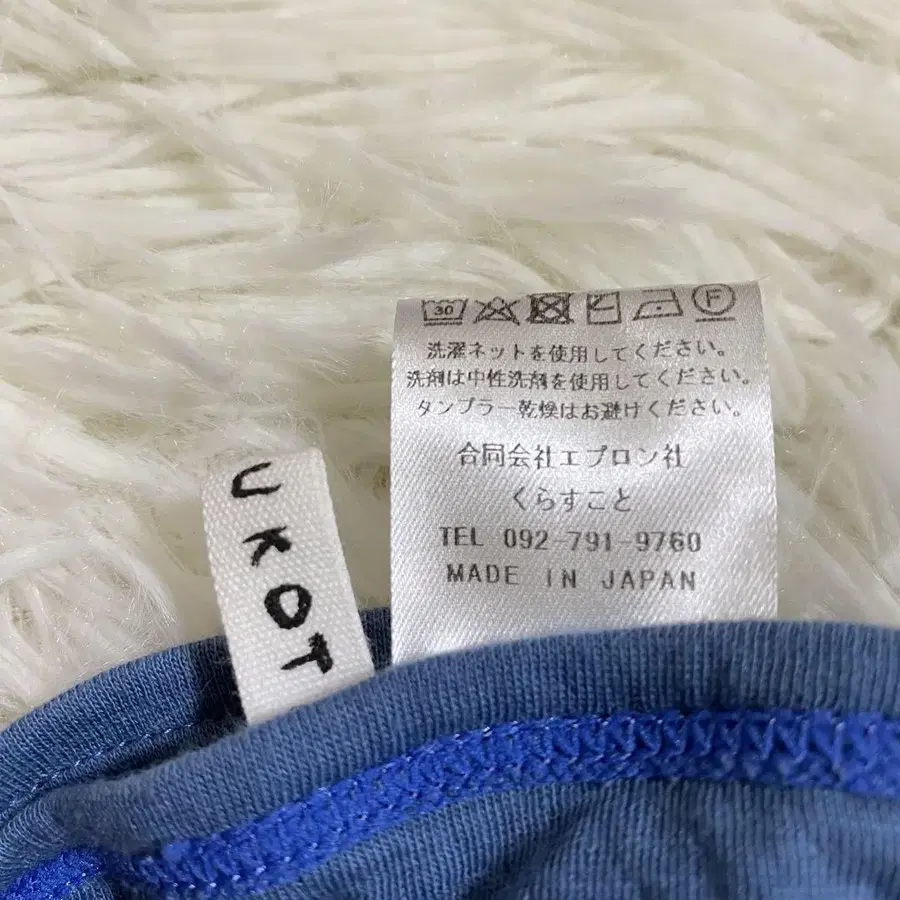 30 F
洗濯ネットを使用してください。
洗剤は中性洗剤を使用してください。
タンブラー乾燥はお避けください。
合同会社エプロン社
くらすこと
TEL 092-791-9760
MADE IN JAPAN
UKOT